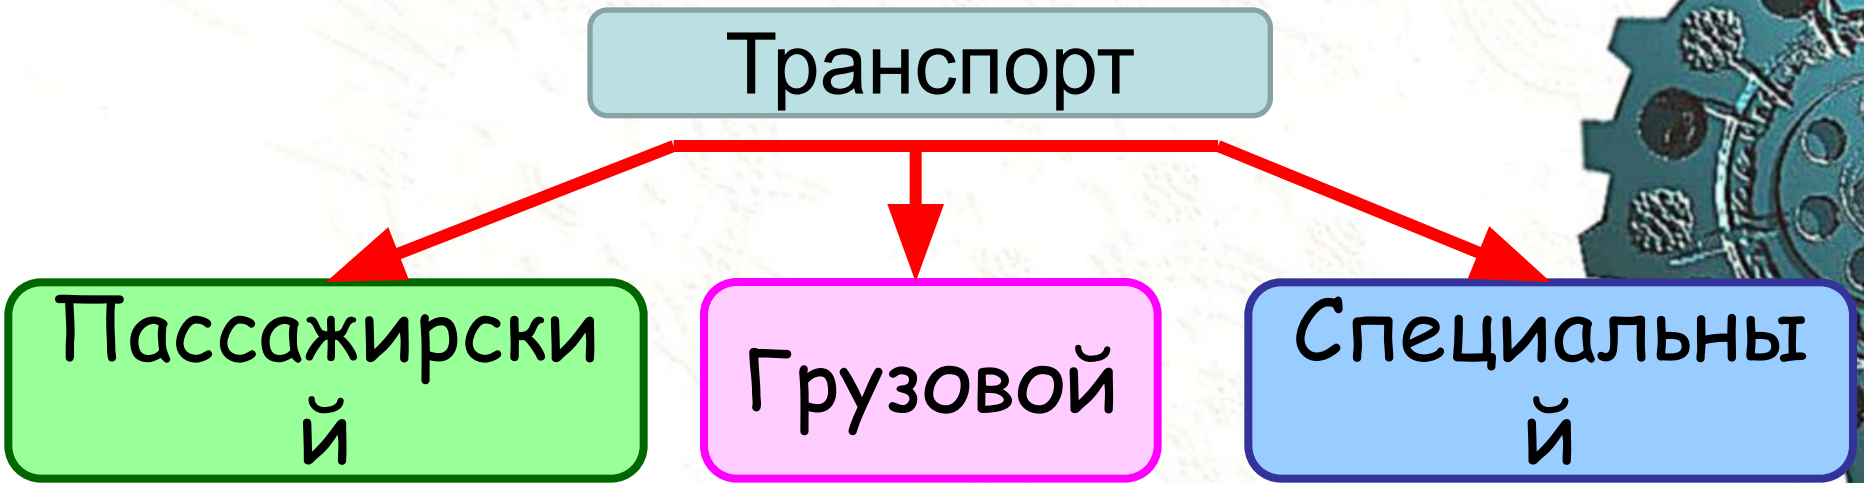 Транспорт
Пассажирски
й
Грузовой
Специальны
й